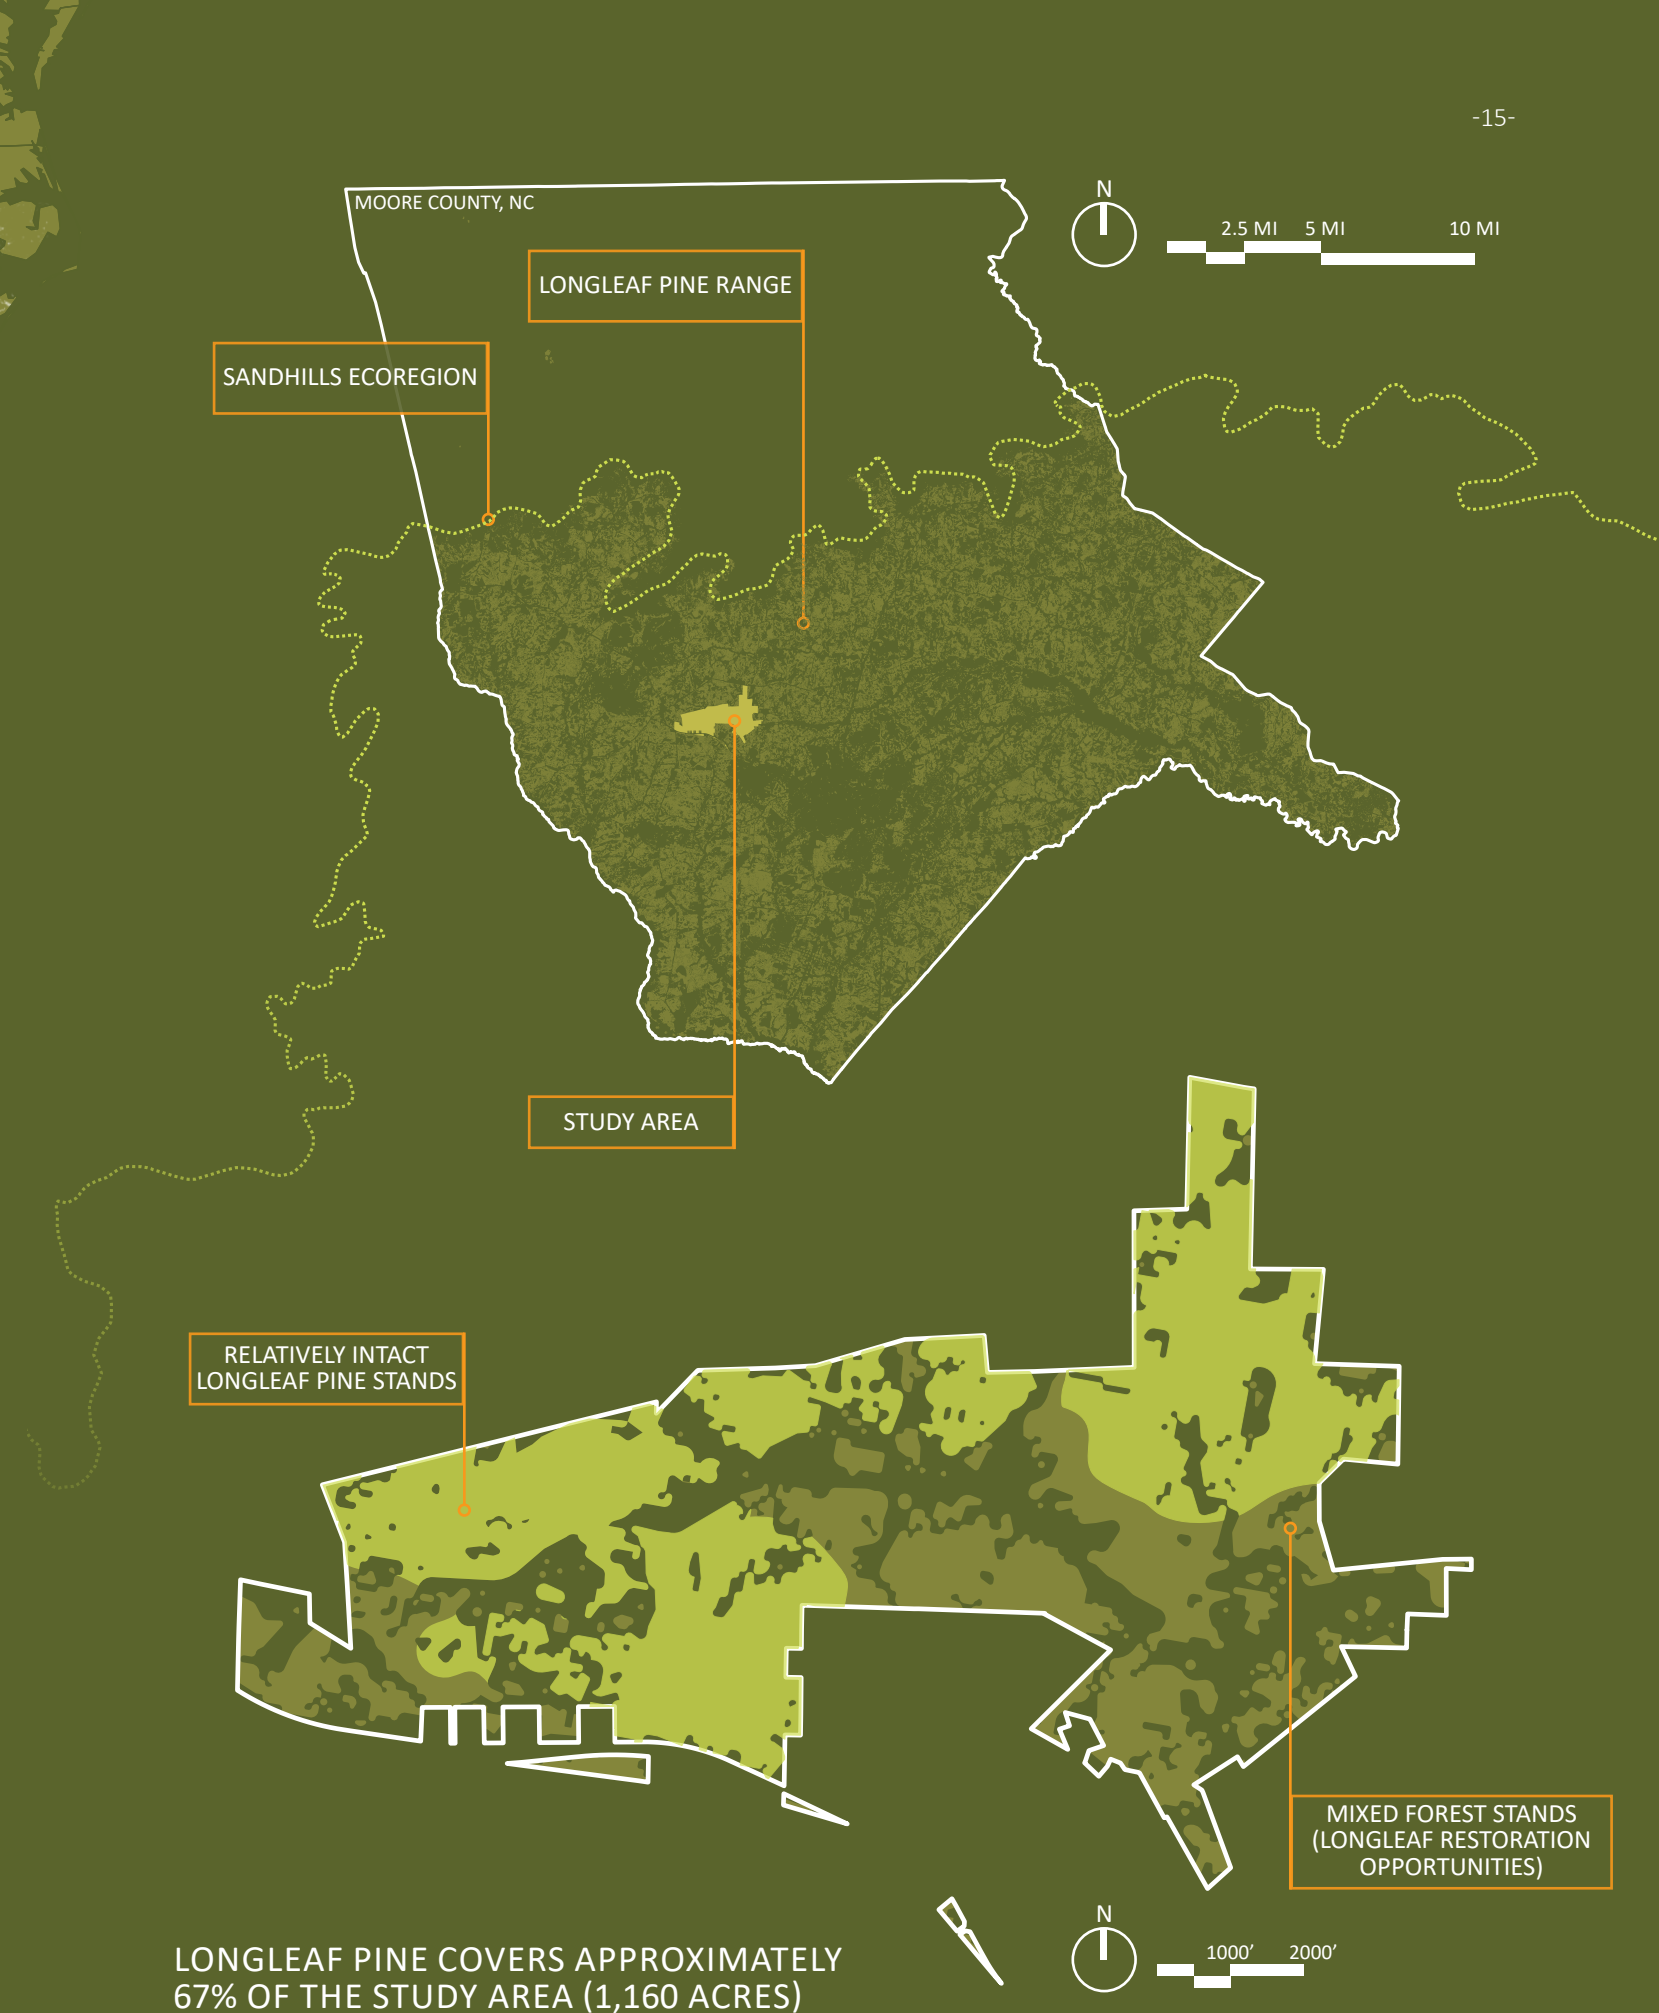 -15-
MOORE COUNTY, NC
N
2.5 MI 5 MI 10 MI
LONGLEAF PINE RANGE
SANDHILLS ECOREGION
STUDY AREA
RELATIVELY INTACT
LONGLEAF PINE STANDS
MIXED FOREST STANDS
(LONGLEAF RESTORATION
OPPORTUNITIES)
N
1000’ 2000’
LONGLEAF PINE COVERS APPROXIMATELY
67% OF THE STUDY AREA (1,160 ACRES)